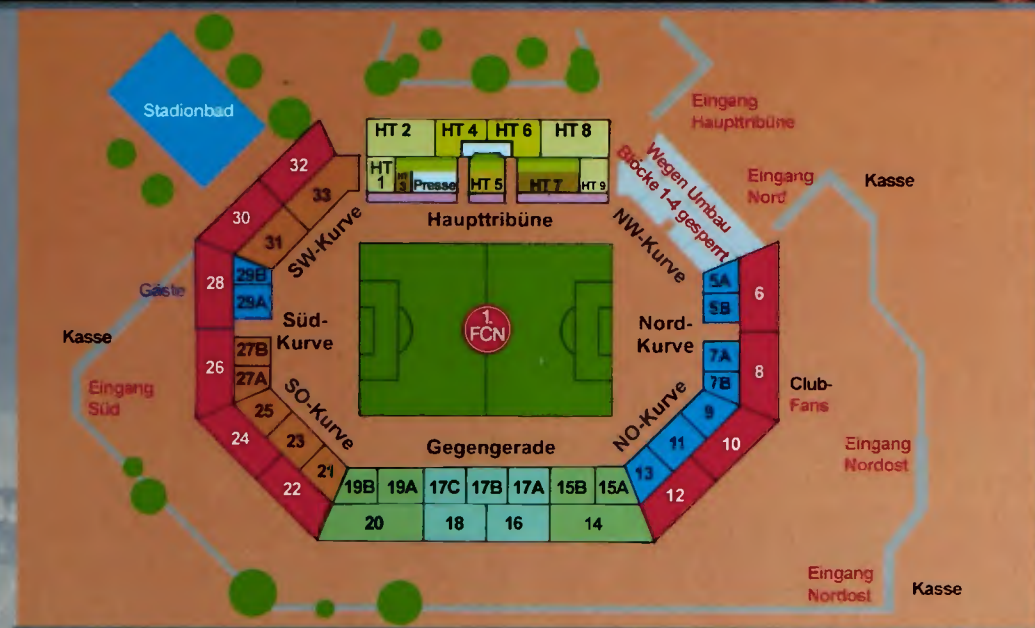 Stadionbad
Eingang
Haupttribüne
HT 2
HT 4
HT 6
HT 8
HT
1
HT
3
Presse
HT 5
HT 7
HT 9
Wegen Umbau
Blöcke 1-4 gesperrt
Eingang
Nord
Kasse
32
33
30
31
SW-Kurve
Haupttribüne
NW-Kurve
28
29B
29A
Gäste
5A
5B
6
1.
FCN
Süd-
Kurve
Nord-
Kurve
Kasse
27B
27A
26
7A
7B
8
Club-
Fans
Eingang
Süd
SO-Kurve
NO-Kurve
25
23
21
24
22
9
11
13
10
12
Gegengerade
Eingang
Nordost
19B
19A
17C
17B
17A
15B
15A
20
18
16
14
Eingang
Nordost
Kasse